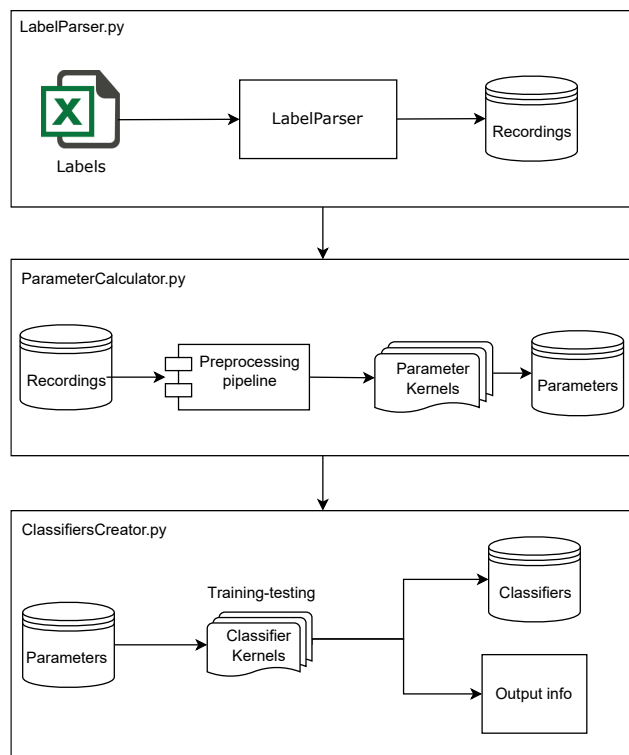 LabelParser.py
X
Labels
LabelParser
Recordings
ParameterCalculator.py
Recordings
Preprocessing
pipeline
Parameter
Kernels
Parameters
ClassifiersCreator.py
Parameters
Training-testing
Classifier
Kernels
Classifiers
Output info